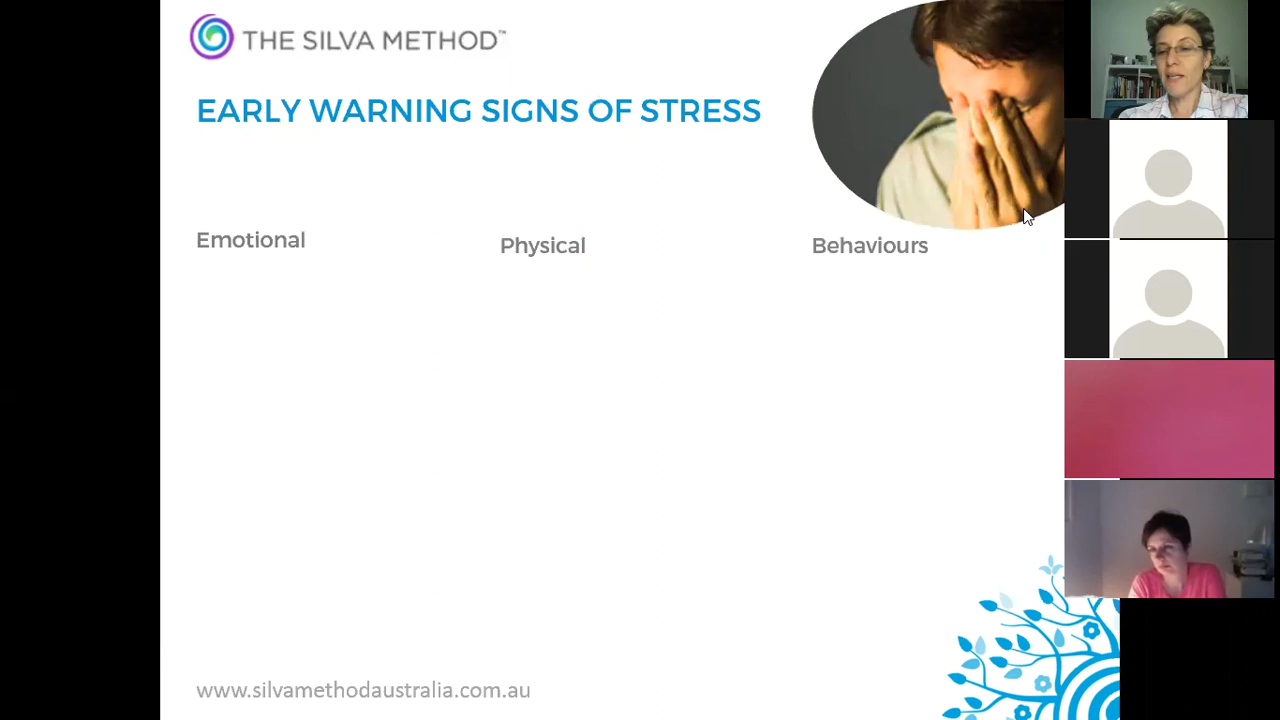 THE SILVA METHOD™
EARLY WARNING SIGNS OF STRESS
Emotional
Physical
Behaviours
www.silvamethodaustralia.com.au